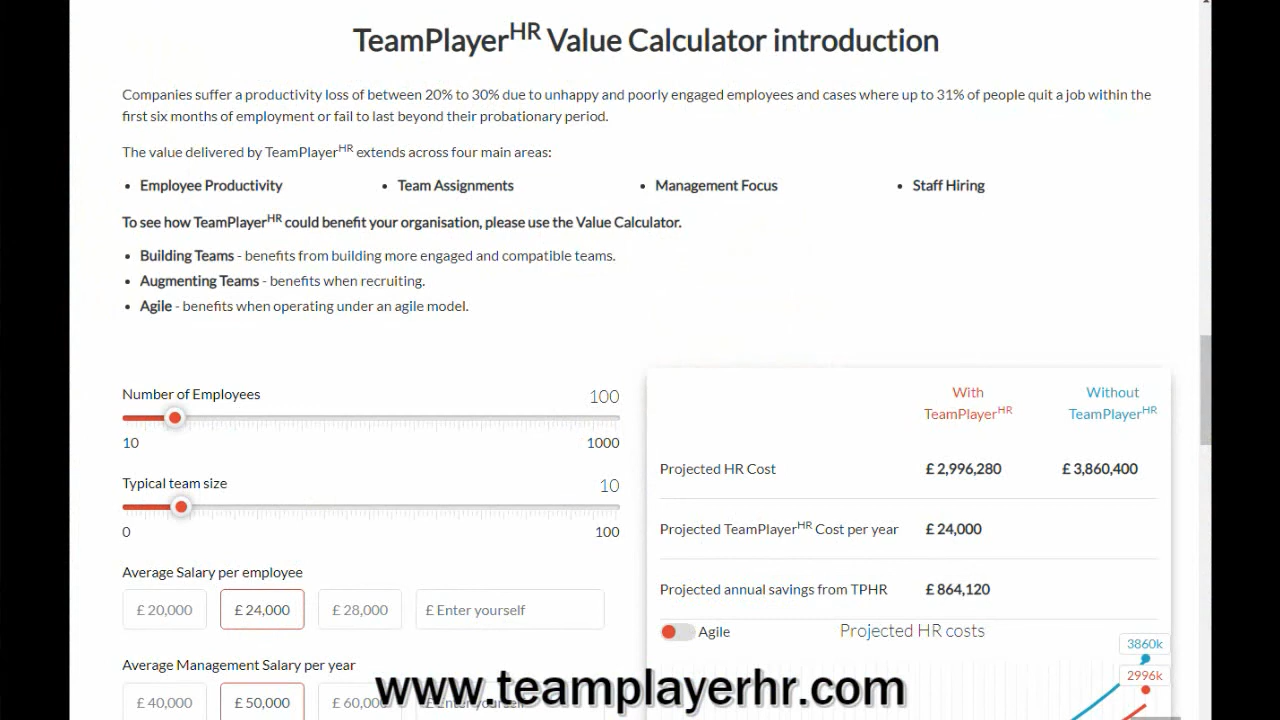 TeamPlayerHR Value Calculator introduction
Companies suffer a productivity loss of between 20% to 30% due to unhappy and poorly engaged employees and cases where up to 31% of people quit a job within the
first six months of employment or fail to last beyond their probationary period.
The value delivered by TeamPlayerHR extends across four main areas:
• Employee Productivity • Team Assignments • Management Focus • Staff Hiring
To see how TeamPlayerHR could benefit your organisation, please use the Value Calculator.
• Building Teams - benefits from building more engaged and compatible teams.
• Augmenting Teams - benefits when recruiting.
• Agile - benefits when operating under an agile model.
Number of Employees 100
10 1000
Typical team size 10
0 100
Average Salary per employee
£ 20,000 £ 24,000 £ 28,000 £ Enter yourself
Average Management Salary per year
£ 40,000 £ 50,000 £ 60,000 £ Enter yourself
With Without
TeamPlayerHR TeamPlayerHR
Projected HR Cost £ 2,996,280 £ 3,860,400
Projected TeamPlayerHR Cost per year £ 24,000
Projected annual savings from TPHR £ 864,120
Agile Projected HR costs
3860k
2996k
www.teamplayerhr.com